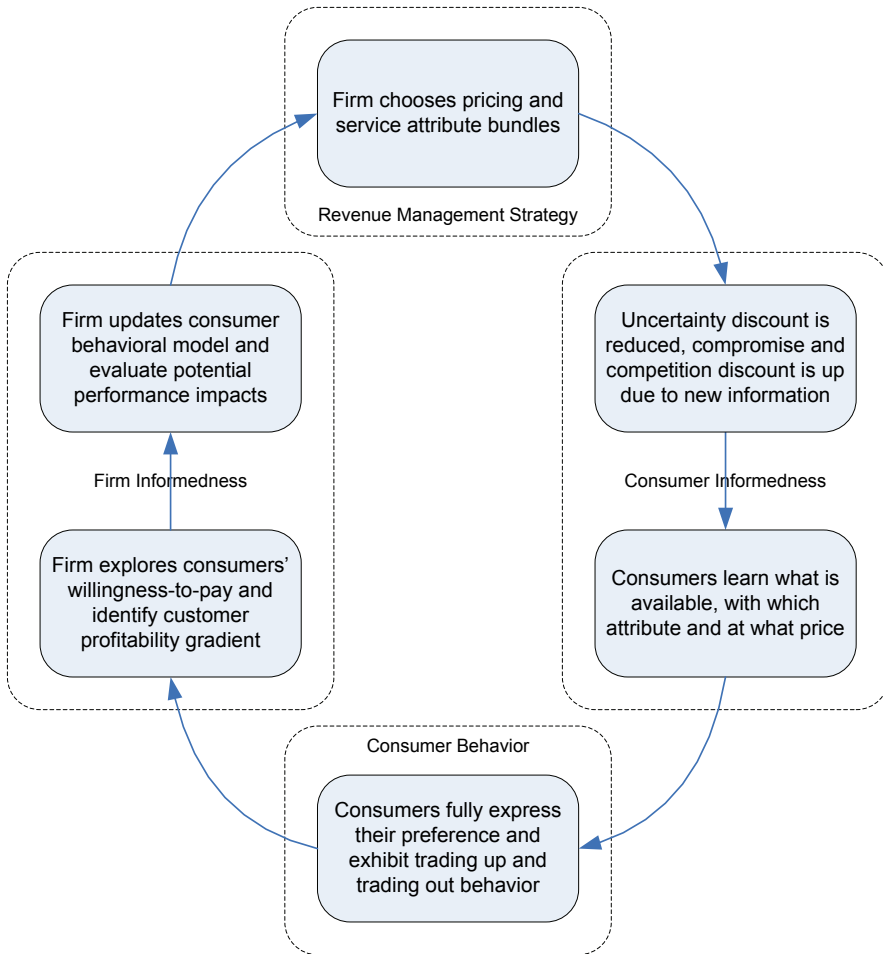 Firm chooses pricing and
service attribute bundles
Revenue Management Strategy
Uncertainty discount is
reduced, compromise and
competition discount is up
due to new information
Consumer Informedness
Consumers learn what is
available, with which
attribute and at what price
Consumer Behavior
Consumers fully express
their preference and
exhibit trading up and
trading out behavior
Firm explores consumers’
willingness-to-pay and
identify customer
profitability gradient
Firm Informedness
Firm updates consumer
behavioral model and
evaluate potential
performance impacts